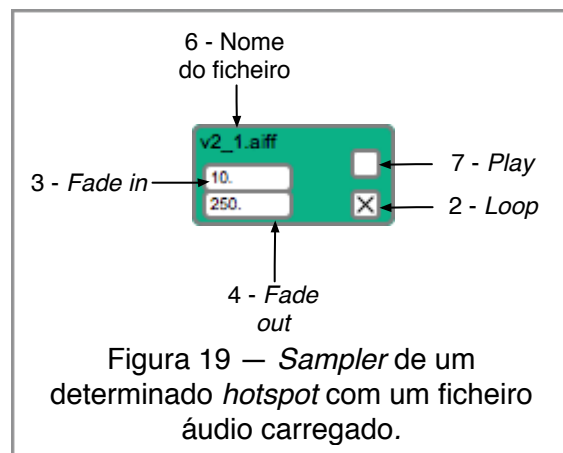 6 - Nome
do ficheiro
v2_1.aiff
10.
250.
3 - Fade in
7 - Play
2 - Loop
4 - Fade
out
Figura 19 — Sampler de um
determinado hotspot com um ficheiro
áudio carregado.